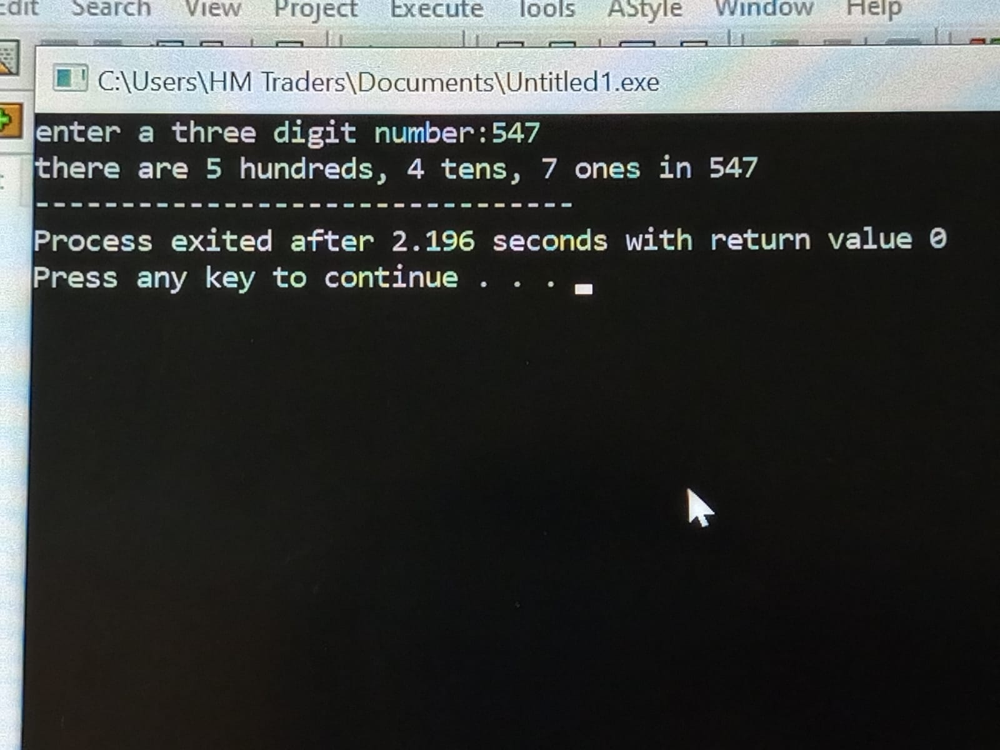 Edit Search View Project Execute Tools AStyle Window Help
C:\Users\HM Traders\Documents\Untitled1.exe
enter a three digit number:547
there are 5 hundreds, 4 tens, 7 ones in 547
--------------------------------
Process exited after 2.196 seconds with return value 0
Press any key to continue . . .